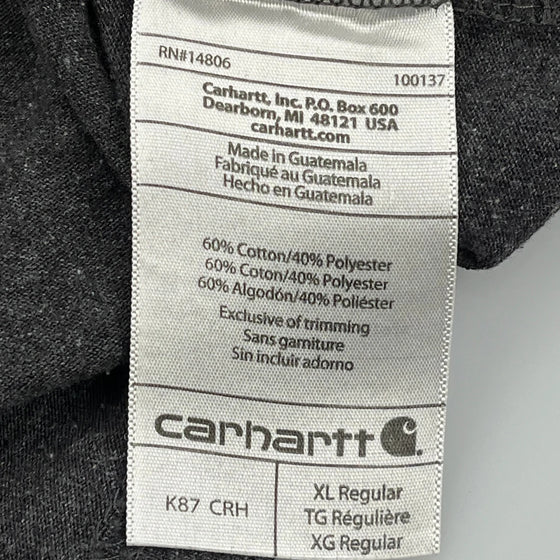 RN#14806
100137
Carhartt, Inc. P.O. Box 600
Dearborn, MI 48121 USA
carhartt.com
Made in Guatemala
Fabriqué au Guatemala
Hecho en Guatemala
60% Cotton/40% Polyester
60% Coton/40% Polyester
60% Algodón/40% Poliéster
Exclusive of trimming
Sans garniture
Sin incluir adorno
carhartt
K87 CRH
XL Regular
TG Régulière
XG Regular